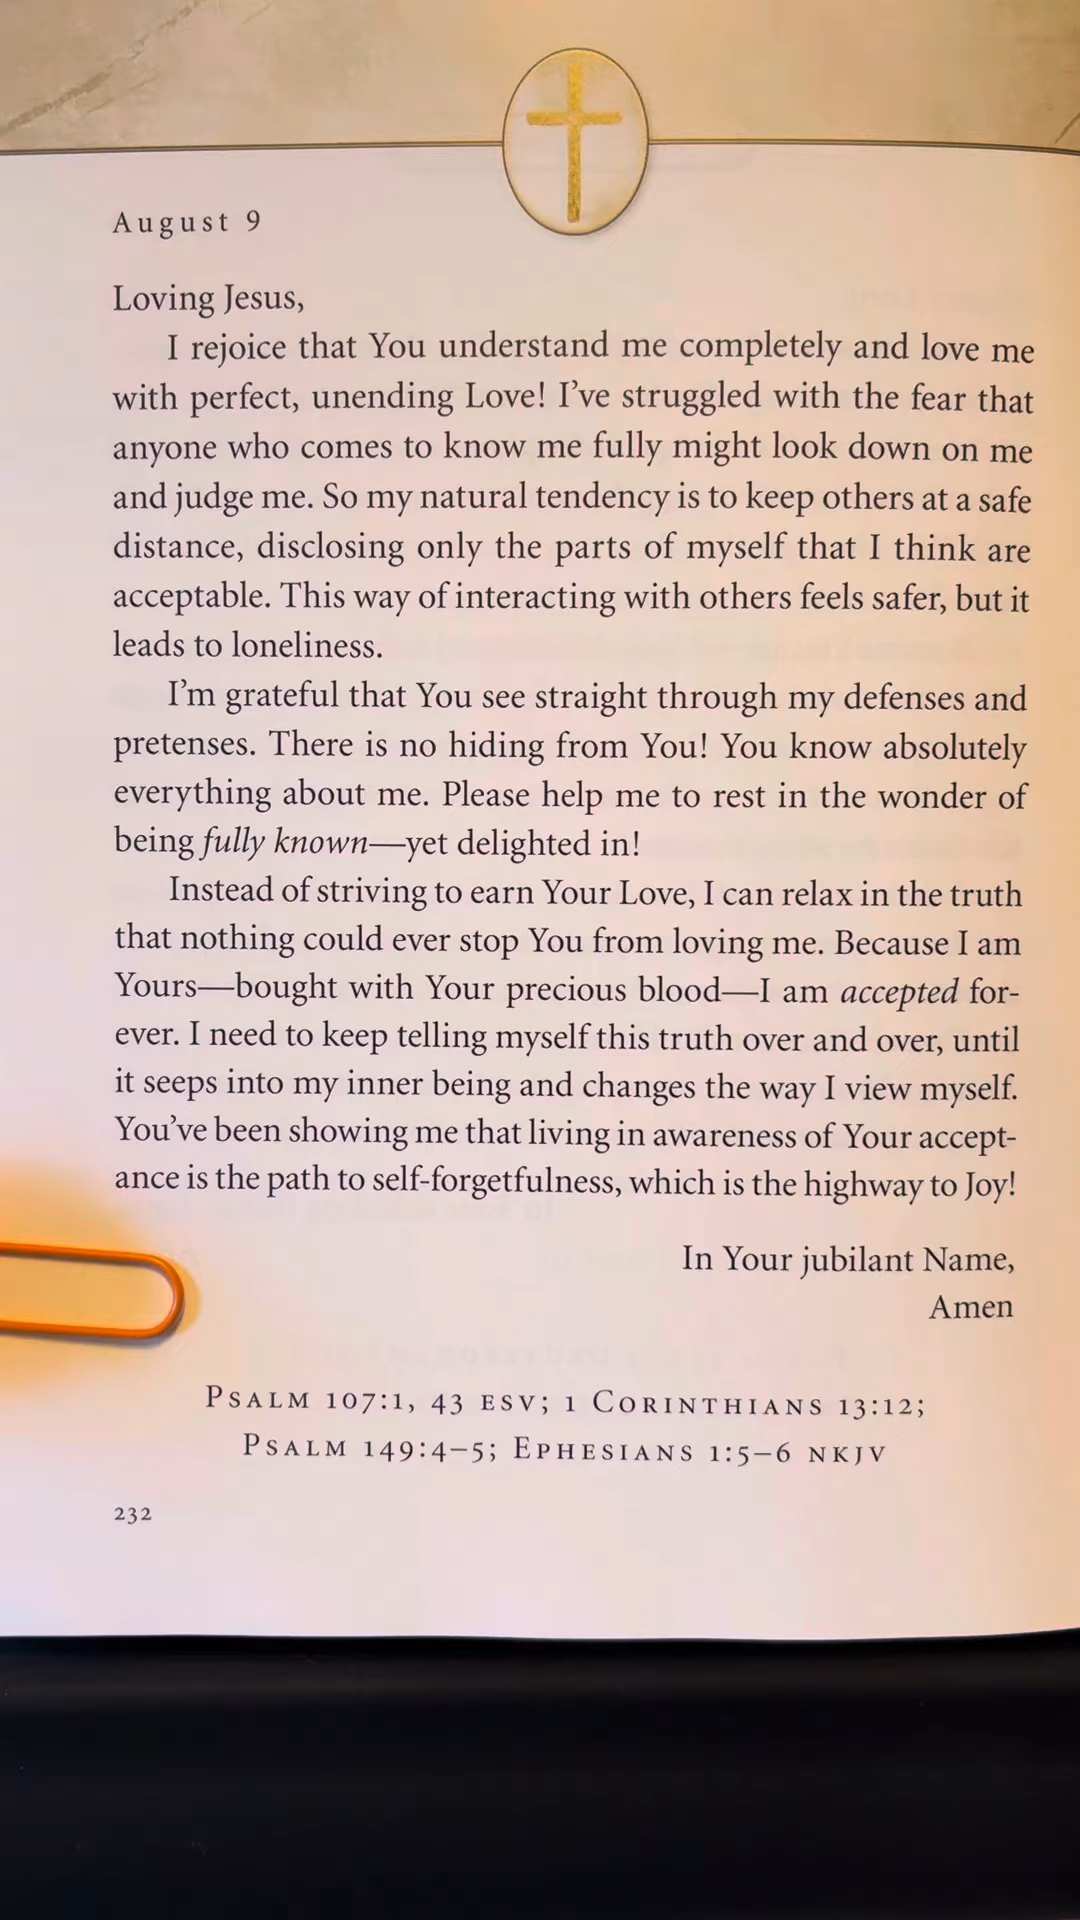 August 9
Loving Jesus,
I rejoice that You understand me completely and love me
with perfect, unending Love! I've struggled with the fear that
anyone who comes to know me fully might look down on me
and judge me. So my natural tendency is to keep others at a safe
distance, disclosing only the parts of myself that I think are
acceptable. This way of interacting with others feels safer, but it
leads to loneliness.
I'm grateful that You see straight through my defenses and
pretenses. There is no hiding from You! You know absolutely
everything about me. Please help me to rest in the wonder of
being fully known—yet delighted in!
Instead of striving to earn Your Love, I can relax in the truth
that nothing could ever stop You from loving me. Because I am
Yours—bought with Your precious blood—I am accepted for-
ever. I need to keep telling myself this truth over and over, until
it seeps into my inner being and changes the way I view myself.
You've been showing me that living in awareness of Your accept-
ance is the path to self-forgetfulness, which is the highway to Joy!
In Your jubilant Name,
Amen
Psalm 107:1, 43 ESV; 1 Corinthians 13:12;
Psalm 149:4–5; Ephesians 1:5–6 NKJV
232